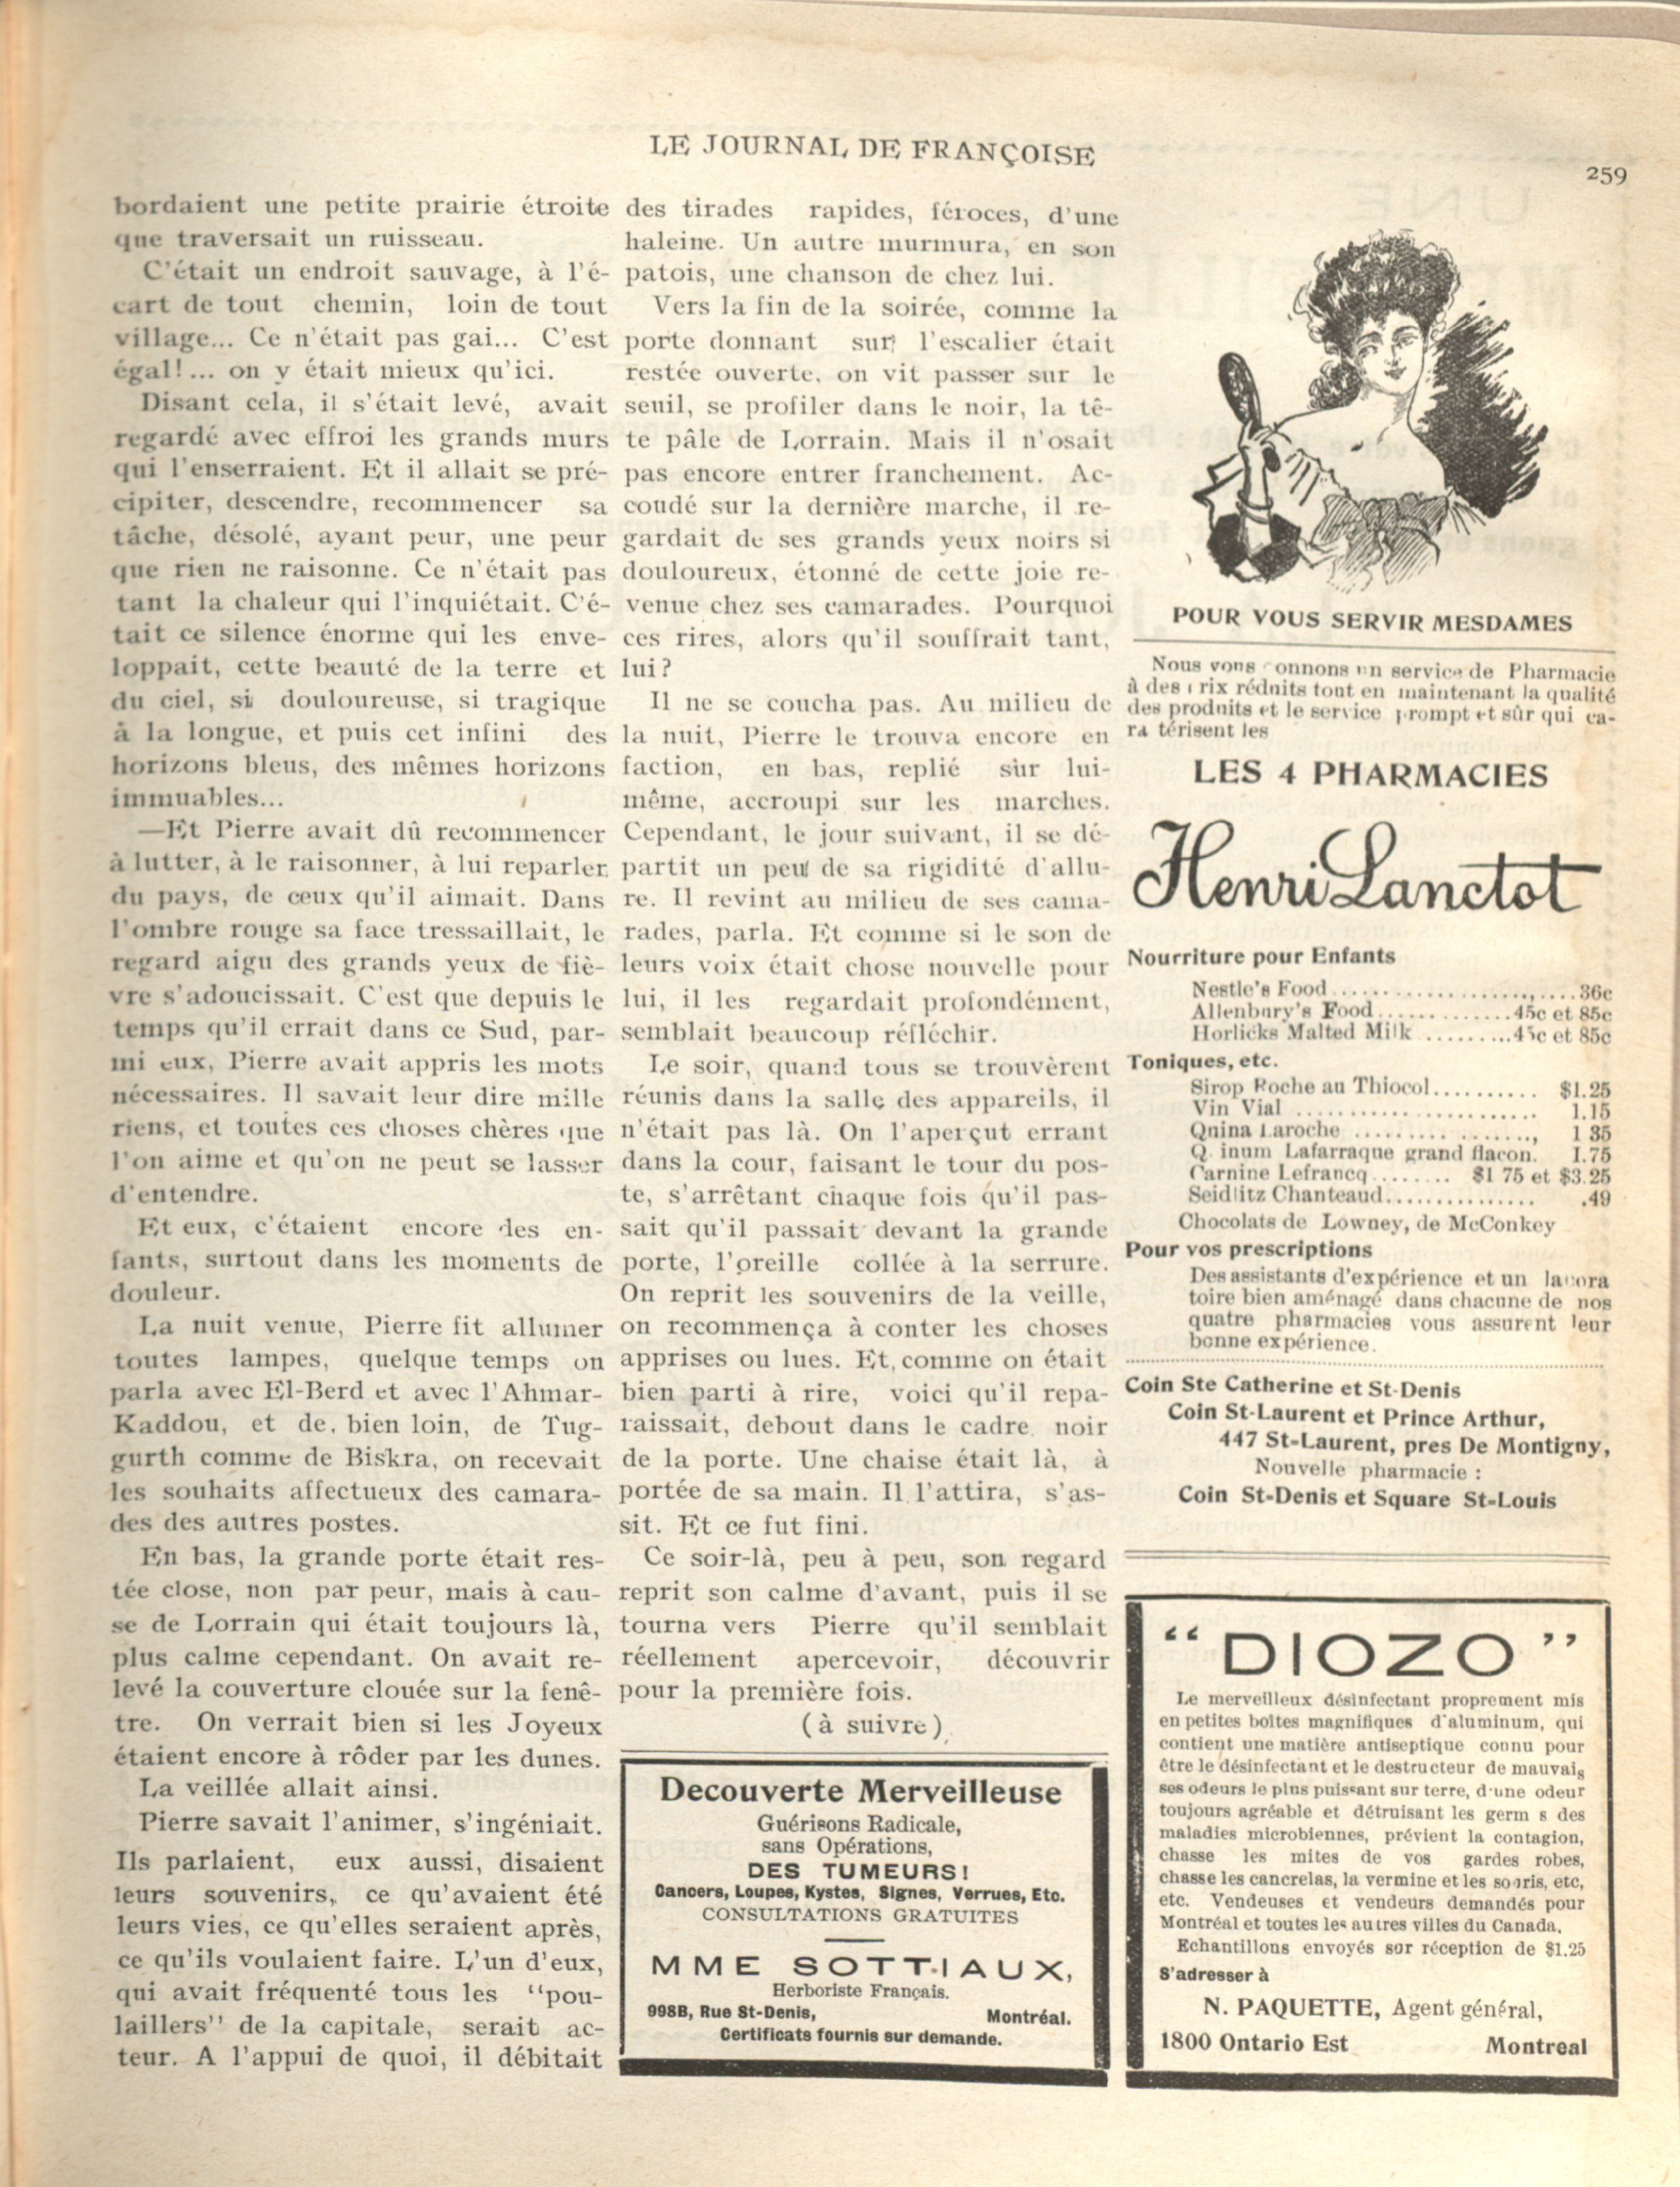 LE JOURNAL DE FRANÇOISE
259
bordaient une petite prairie étroite
que traversait un ruisseau.
C'était un endroit sauvage, à l'é-
cart de tout chemin, loin de tout
village... Ce n'était pas gai... C'est
égal!... on y était mieux qu'ici.
Disant cela, il s'était levé, avait
regardé avec effroi les grands murs
qui l'enserraient. Et il allait se pré-
cipiter, descendre, recommencer sa
tâche, désolé, ayant peur, une peur
que rien ne raisonne. Ce n'était pas
tant la chaleur qui l'inquiétait. C'é-
tait ce silence énorme qui les enve-
loppait, cette beauté de la terre et
du ciel, si douloureuse, si tragique
à la longue, et puis cet infini des
horizons bleus, des mêmes horizons
immuables...
—Et Pierre avait dû recommencer
à lutter, à le raisonner, à lui reparler
du pays, de ceux qu'il aimait. Dans
l'ombre rouge sa face tressaillait, le
regard aigu des grands yeux de fiè-
vre s'adoucissait. C'est que depuis le
temps qu'il errait dans ce Sud, par-
mi eux, Pierre avait appris les mots
nécessaires. Il savait leur dire mille
riens, et toutes ces choses chères que
l'on aime et qu'on ne peut se lasser
d'entendre.
Et eux, c'étaient encore des en-
fants, surtout dans les moments de
douleur.
La nuit venue, Pierre fit allumer
toutes lampes, quelque temps on
parla avec El-Berd et avec l'Ahmar-
Kaddou, et de. bien loin, de Tug-
gurth comme de Biskra, on recevait
les souhaits affectueux des camara-
des des autres postes.
En bas, la grande porte était res-
tée close, non par peur, mais à cau-
se de Lorrain qui était toujours là,
plus calme cependant. On avait re-
levé la couverture clouée sur la fenê-
tre. On verrait bien si les Joyeux
étaient encore à rôder par les dunes.
La veillée allait ainsi.
Pierre savait l'animer, s'ingéniait.
Ils parlaient, eux aussi, disaient
leurs souvenirs, ce qu'avaient été
leurs vies, ce qu'elles seraient après,
ce qu'ils voulaient faire. L'un d'eux,
qui avait fréquenté tous les "pou-
laillers" de la capitale, serait ac-
teur. A l'appui de quoi, il débitait
des tirades rapides, féroces, d'une
haleine. Un autre murmura, en son
patois, une chanson de chez lui.
Vers la fin de la soirée, comme la
porte donnant sur l'escalier était
restée ouverte, on vit passer sur le
seuil, se profiler dans le noir, la tê-
te pâle de Lorrain. Mais il n'osait
pas encore entrer franchement. Ac-
coudé sur la dernière marche, il re-
gardait de ses grands yeux noirs si
douloureux, étonné de cette joie re-
venue chez ses camarades. Pourquoi
ces rires, alors qu'il souffrait tant,
lui?
Il ne se coucha pas. Au milieu de
la nuit, Pierre le trouva encore en
faction, en bas, replié sur lui-
même, accroupi sur les marches.
Cependant, le jour suivant, il se dé-
partit un peu de sa rigidité d'allu-
re. Il revint au milieu de ses cama-
rades, parla. Et comme si le son de
leurs voix était chose nouvelle pour
lui, il les regardait profondément,
semblait beaucoup réfléchir.
Le soir, quand tous se trouvèrent
réunis dans la salle des appareils, il
n'était pas là. On l'aperçut errant
dans la cour, faisant le tour du pos-
te, s'arrêtant chaque fois qu'il pas-
sait qu'il passait devant la grande
porte, l'oreille collée à la serrure.
On reprit les souvenirs de la veille,
on recommença à conter les choses
apprises ou lues. Et, comme on était
bien parti à rire, voici qu'il repa-
raissait, debout dans le cadre noir
de la porte. Une chaise était là, à
portée de sa main. Il l'attira, s'as-
sit. Et ce fut fini.
Ce soir-là, peu à peu, son regard
reprit son calme d'avant, puis il se
tourna vers Pierre qu'il semblait
réellement apercevoir, découvrir
pour la première fois.
(à suivre)
Decouverte Merveilleuse
Guérisons Radicale,
sans Opérations,
DES TUMEURS!
Cancers, Loupes, Kystes, Signes, Verrues, Etc.
CONSULTATIONS GRATUITES
MME SOTTIAUX,
Herboriste Français.
998B, Rue St-Denis, Montréal.
Certificats fournis sur demande.
POUR VOUS SERVIR MESDAMES
Nous vous onnons un service de Pharmacie
à des rix réduits tout en maintenant la qualité
des produits et le service prompt et sûr qui ca-
ra térisent les
LES 4 PHARMACIES
Henri Lanctot
Nourriture pour Enfants
Nestle's Food.......................36c
Allenbury's Food.............45c et 85c
Horlicks Malted Milk .........45c et 85c
Toniques, etc.
Sirop Roche au Thiocol.......... $1.25
Vin Vial ....................... 1.15
Quina Laroche ................, 1 35
Q inum Lafarraque grand flacon. 1.75
Carnine Lefrancq........ $1 75 et $3.25
Seidlitz Chanteaud............... .49
Chocolats de Lowney, de McConkey
Pour vos prescriptions
Des assistants d'expérience et un labora
toire bien aménagé dans chacune de nos
quatre pharmacies vous assurent leur
bonne expérience.
Coin Ste Catherine et St-Denis
Coin St-Laurent et Prince Arthur,
447 St-Laurent, pres De Montigny,
Nouvelle pharmacie :
Coin St-Denis et Square St-Louis
"DIOZO"
Le merveilleux désinfectant proprement mis
en petites boîtes magnifiques d'aluminum, qui
contient une matière antiseptique connu pour
être le désinfectant et le destructeur de mauvais
ses odeurs le plus puissant sur terre, d'une odeur
toujours agréable et détruisant les germ s des
maladies microbiennes, prévient la contagion,
chasse les mites de vos gardes robes,
chasse les cancrelas, la vermine et les souris, etc,
etc. Vendeuses et vendeurs demandés pour
Montréal et toutes les autres villes du Canada.
Echantillons envoyés sur réception de $1.25
S'adresser à
N. PAQUETTE, Agent général,
1800 Ontario Est Montreal